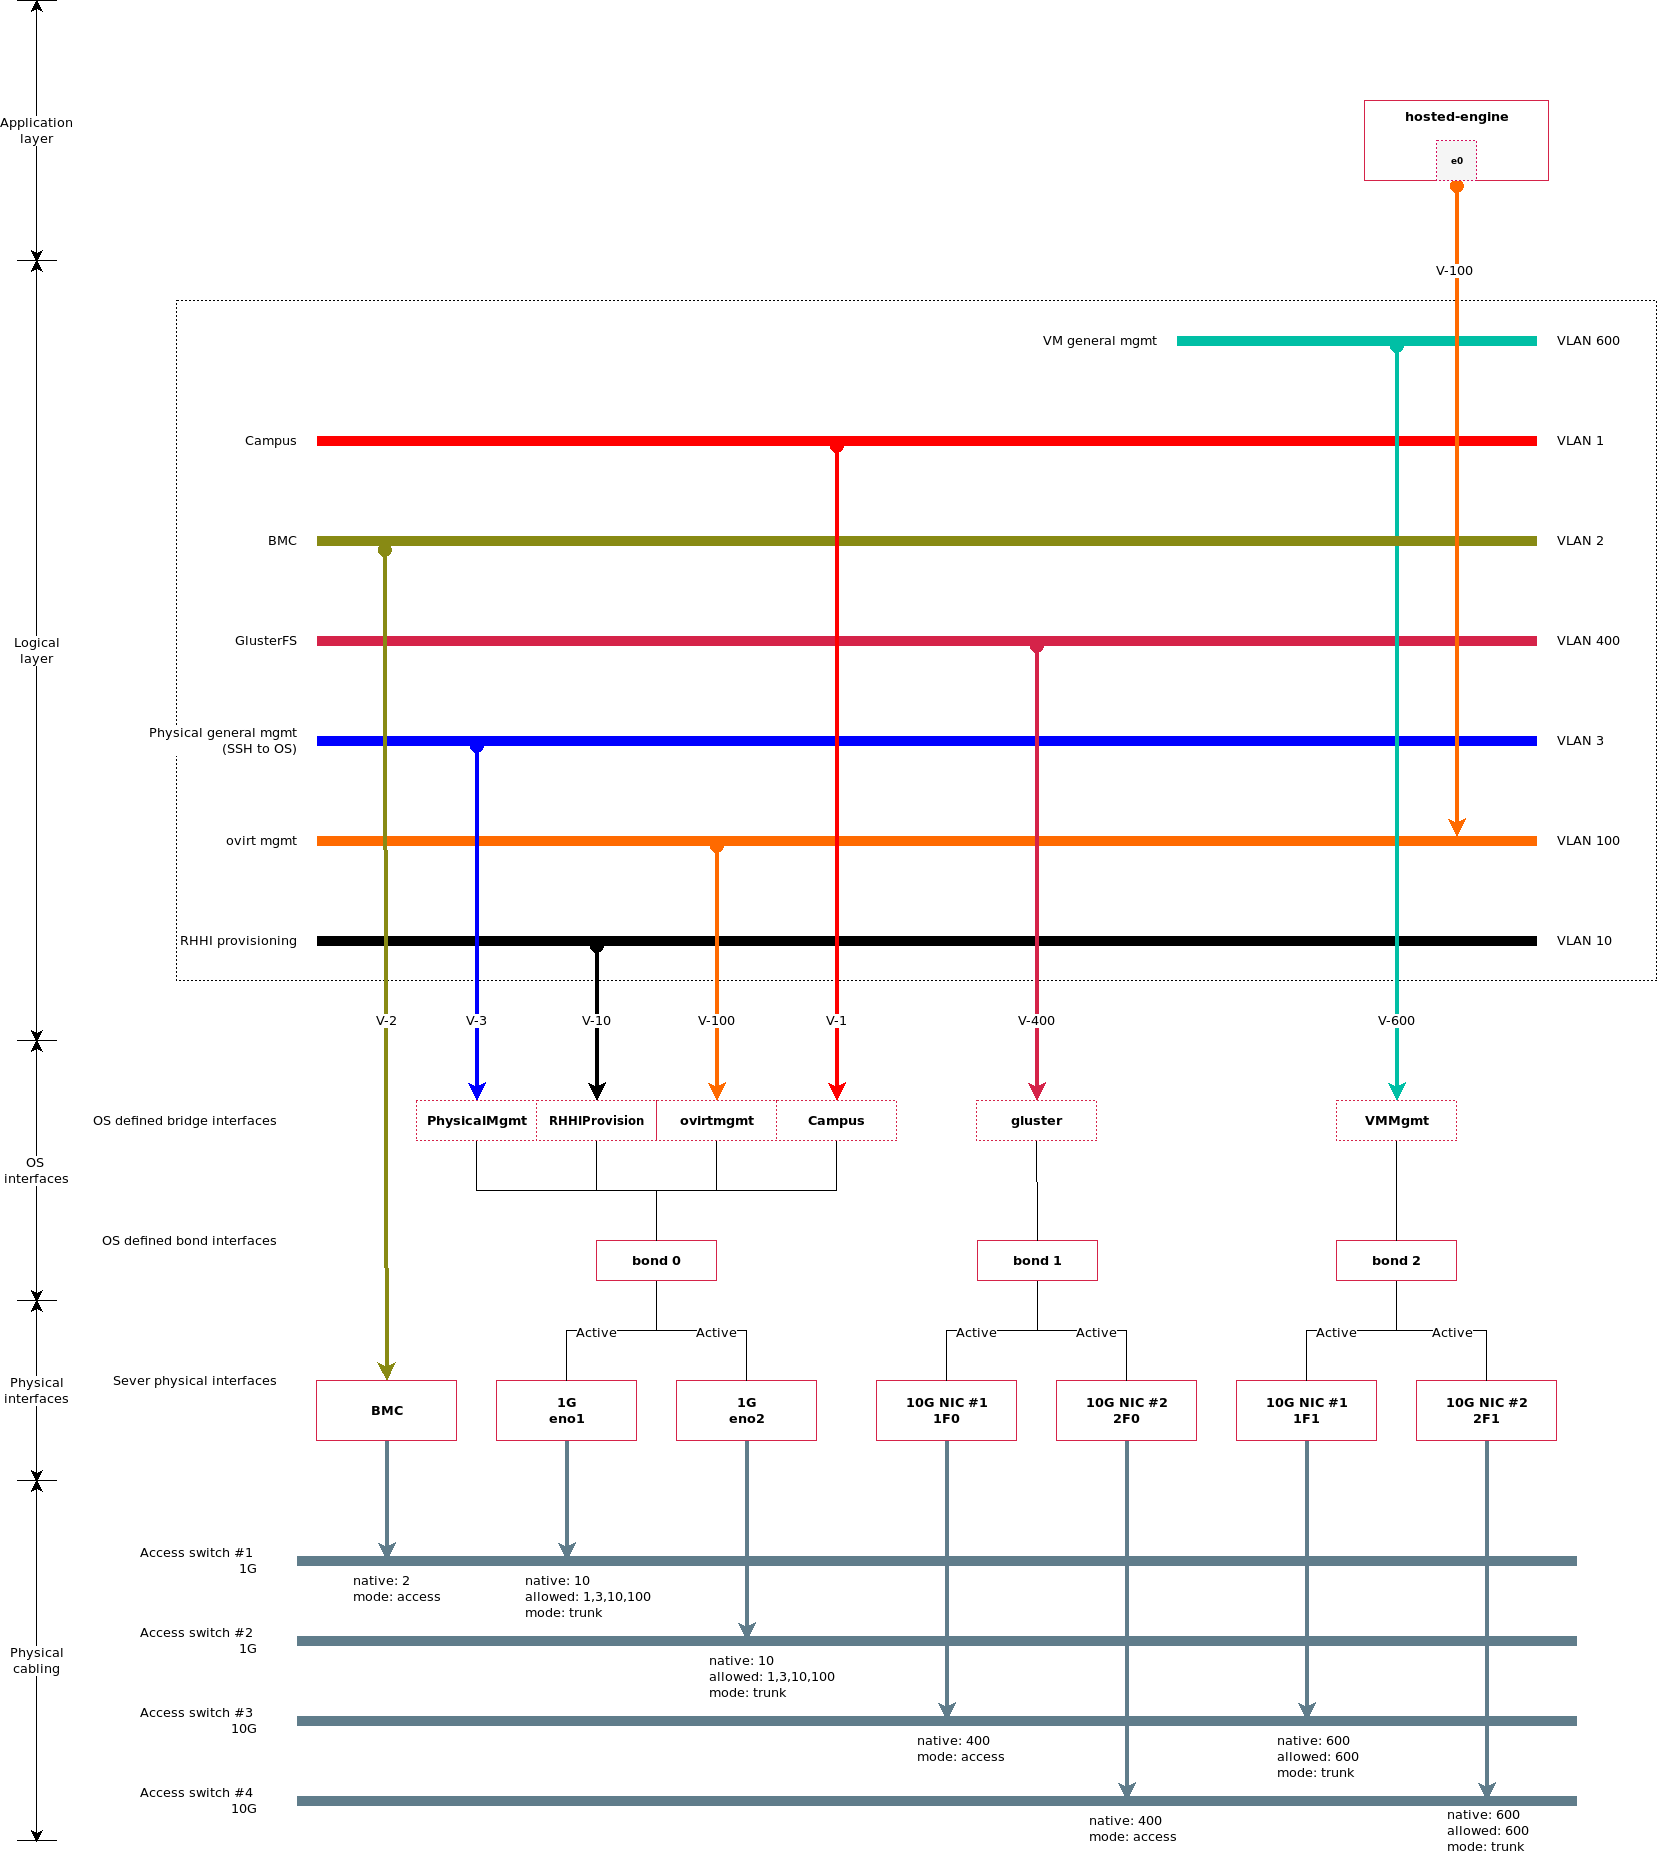 Application
layer
hosted-engine
e0
V-100
VM general mgmt
VLAN 600
Campus
VLAN 1
BMC
VLAN 2
GlusterFS
VLAN 400
Logical
layer
Physical general mgmt
(SSH to OS)
VLAN 3
ovirt mgmt
VLAN 100
RHHI provisioning
VLAN 10
V-2
V-3
V-10
V-100
V-1
V-400
V-600
OS defined bridge interfaces
PhysicalMgmt
RHHIProvision
ovirtmgmt
Campus
gluster
VMMgmt
OS
interfaces
OS defined bond interfaces
bond 0
bond 1
bond 2
Active
Active
Active
Active
Active
Active
Physical
interfaces
Sever physical interfaces
BMC
1G
eno1
1G
eno2
10G NIC #1
1F0
10G NIC #2
2F0
10G NIC #1
1F1
10G NIC #2
2F1
Access switch #1
1G
native: 2
mode: access
native: 10
allowed: 1,3,10,100
mode: trunk
Access switch #2
1G
native: 10
allowed: 1,3,10,100
mode: trunk
Physical
cabling
Access switch #3
10G
native: 400
mode: access
native: 600
allowed: 600
mode: trunk
Access switch #4
10G
native: 400
mode: access
native: 600
allowed: 600
mode: trunk